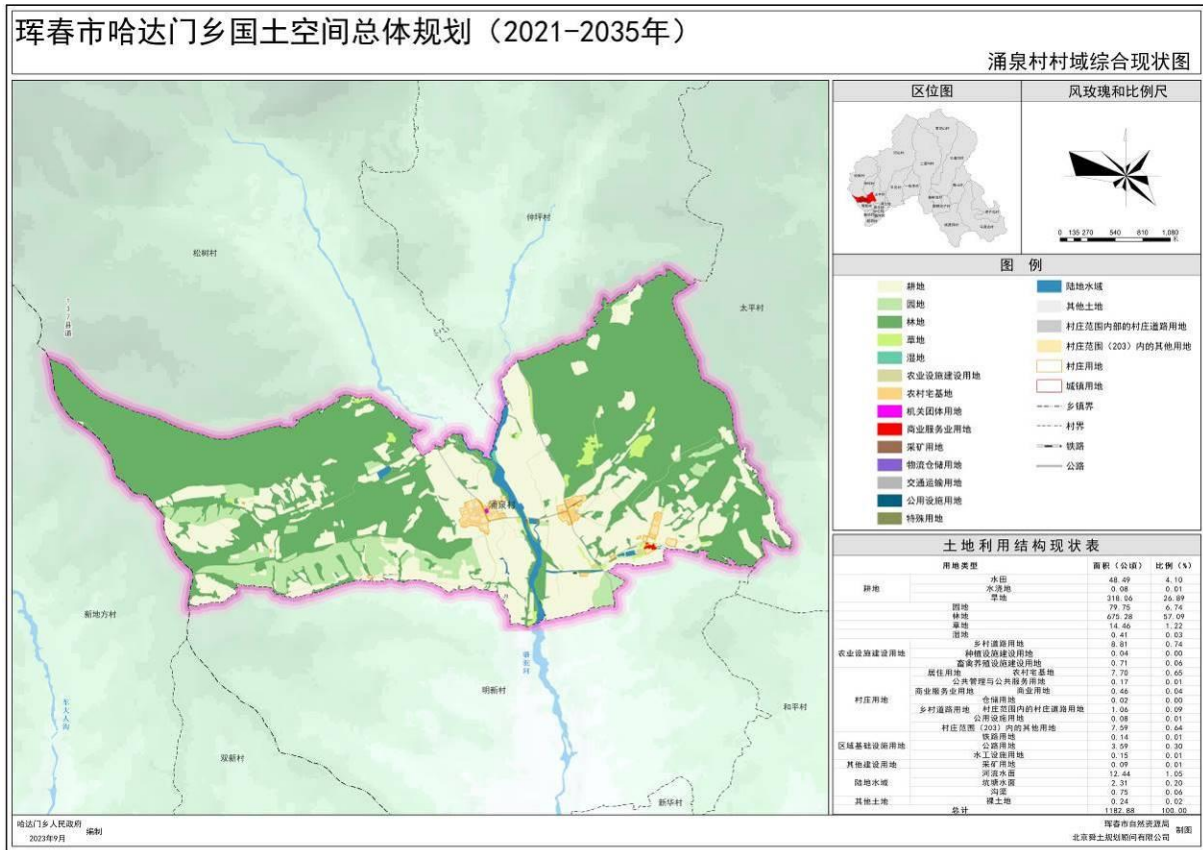 珲春市哈达门乡国土空间总体规划（2021-2035年）
涌泉村村域综合现状图
松树村
仲坪村
太平村
涌泉村
新地方村
明新村
双新村
和平村
新华村
区位图
风玫瑰和比例尺
0 135 270 540 810 1,080
米
图 例
耕地
园地
林地
草地
湿地
农业设施建设用地
农村宅基地
机关团体用地
商业服务业用地
采矿用地
物流仓储用地
交通运输用地
公用设施用地
特殊用地
陆地水域
其他土地
村庄范围内部的村庄道路用地
村庄范围（203）内的其他用地
村庄用地
城镇用地
乡镇界
村界
铁路
公路
土地利用结构现状表
用地类型 面积（公顷） 比例（%）
耕地 水田 48.49 4.10
水浇地 0.08 0.01
旱地 318.06 26.89
园地 79.75 6.74
林地 675.28 57.09
草地 14.46 1.22
湿地 0.41 0.03
农业设施建设用地 乡村道路用地 8.81 0.74
种植设施建设用地 0.04 0.00
畜禽养殖设施建设用地 0.71 0.06
村庄用地 居住用地 农村宅基地 7.70 0.65
公共管理与公共服务用地 0.17 0.01
商业服务业用地 商业用地 0.46 0.04
仓储用地 0.02 0.00
乡村道路用地 村庄范围内的村庄道路用地 1.06 0.09
公用设施用地 0.08 0.01
村庄范围（203）内的其他用地 7.59 0.64
区域基础设施用地 铁路用地 0.14 0.01
公路用地 3.59 0.30
水工设施用地 0.15 0.01
其他建设用地 采矿用地 0.09 0.01
陆地水域 河流水面 12.44 1.05
坑塘水面 2.31 0.20
沟渠 0.75 0.06
其他土地 裸土地 0.24 0.02
总计 1182.88 100.00
哈达门乡人民政府
2023年9月
编制
珲春市自然资源局
北京舜土规划顾问有限公司
制图